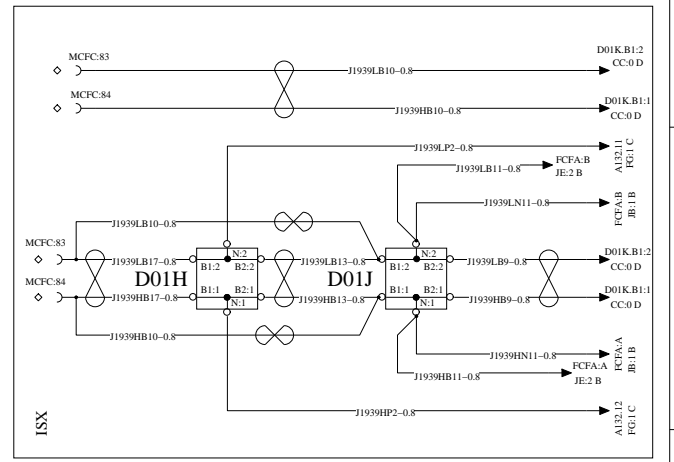 MCFC:83
J1939LB10–0.8
D01K.B1:2
CC:0 D
MCFC:84
J1939HB10–0.8
D01K.B1:1
CC:0 D
J1939LP2–0.8
A132.11
FG:1 C
J1939LB11–0.8
FCFA:B
JE:2 B
J1939LN11–0.8
FCFA:B
JB:1 B
J1939LB10–0.8
MCFC:83
J1939LB17–0.8
N:2
B1:2
B2:2
D01H
J1939LB13–0.8
D01J
N:2
B1:2
B2:2
J1939LB9–0.8
D01K.B1:2
CC:0 D
MCFC:84
J1939HB17–0.8
B1:1
B2:1
N:1
J1939HB13–0.8
B1:1
B2:1
N:1
J1939HB9–0.8
D01K.B1:1
CC:0 D
J1939HB10–0.8
J1939HN11–0.8
FCFA:A
JB:1 B
J1939HB11–0.8
FCFA:A
JE:2 B
J1939HP2–0.8
A132.12
FG:1 C
ISX